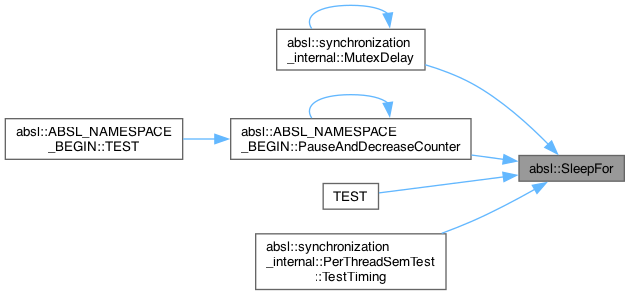 absl::synchronization
_internal::MutexDelay
absl::ABSL_NAMESPACE
_BEGIN::TEST
absl::ABSL_NAMESPACE
_BEGIN::PauseAndDecreaseCounter
absl::SleepFor
TEST
absl::synchronization
_internal::PerThreadSemTest
::TestTiming